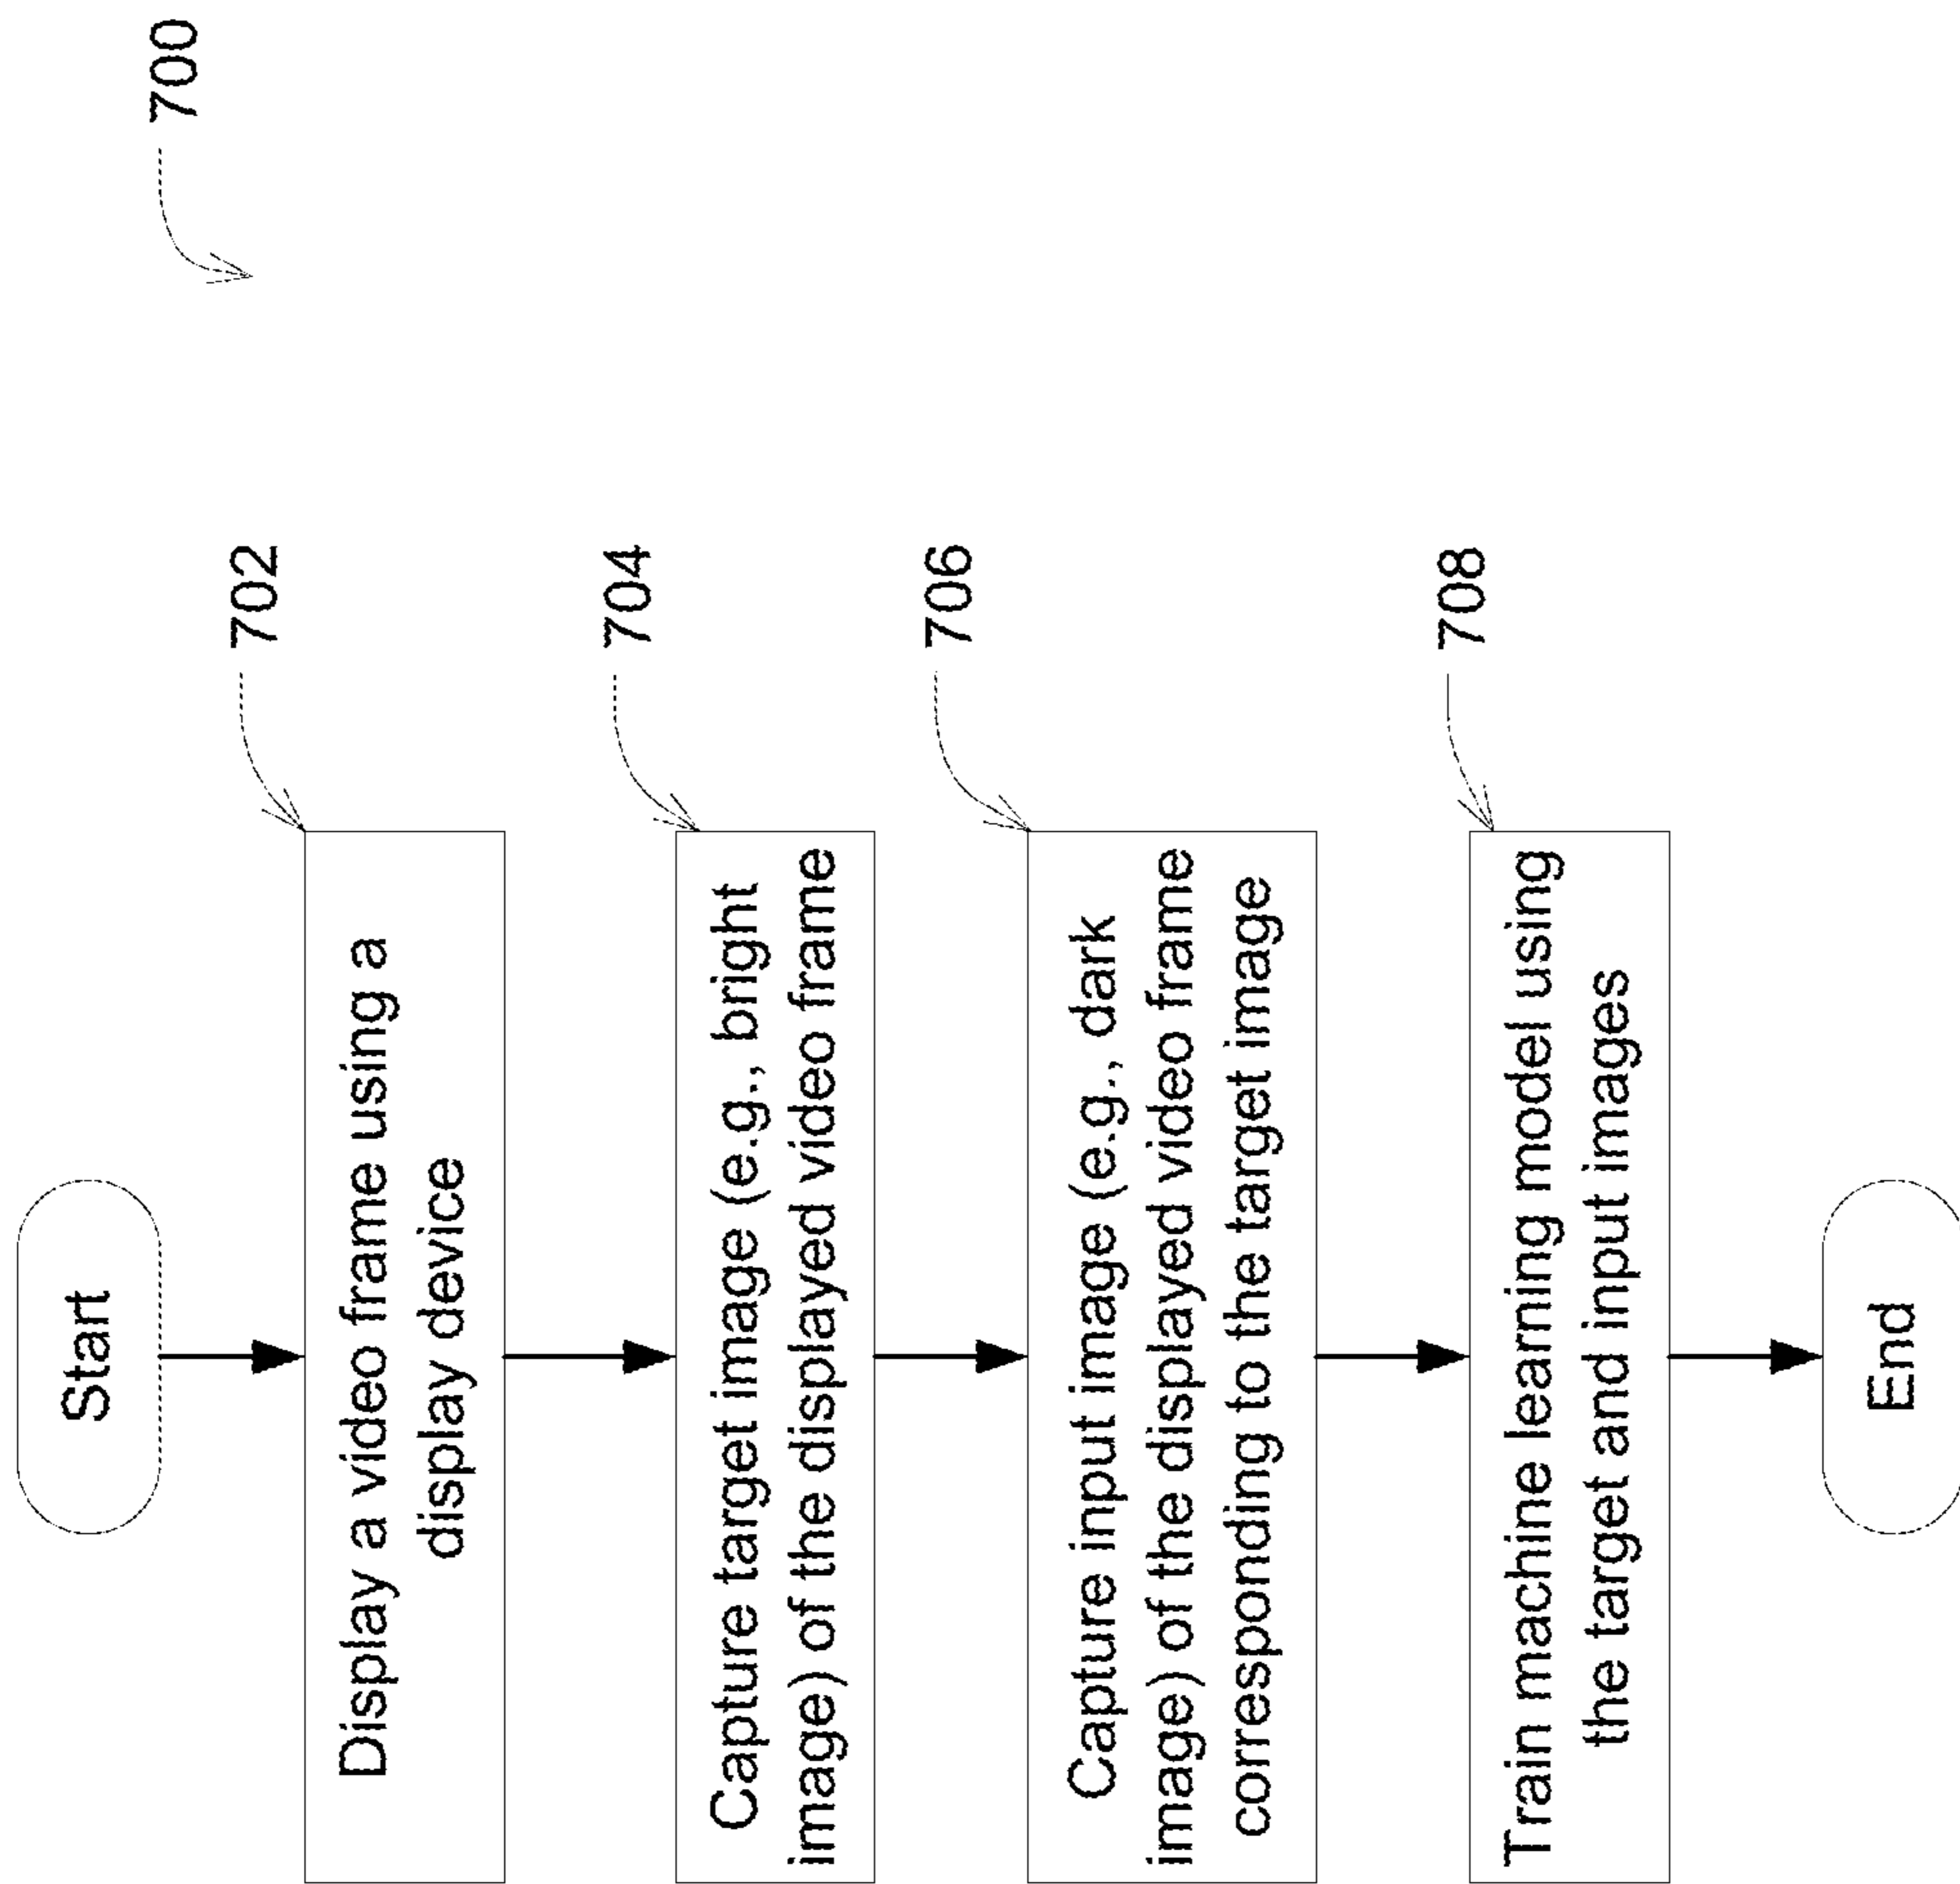 700
Start
702
Display a video frame using a
display device
704
Capture target image (e.g., bright
image) of the displayed video frame
706
Capture input image (e.g., dark
image) of the displayed video frame
corresponding to the target image
708
Train machine learning model using
the target and input images
End